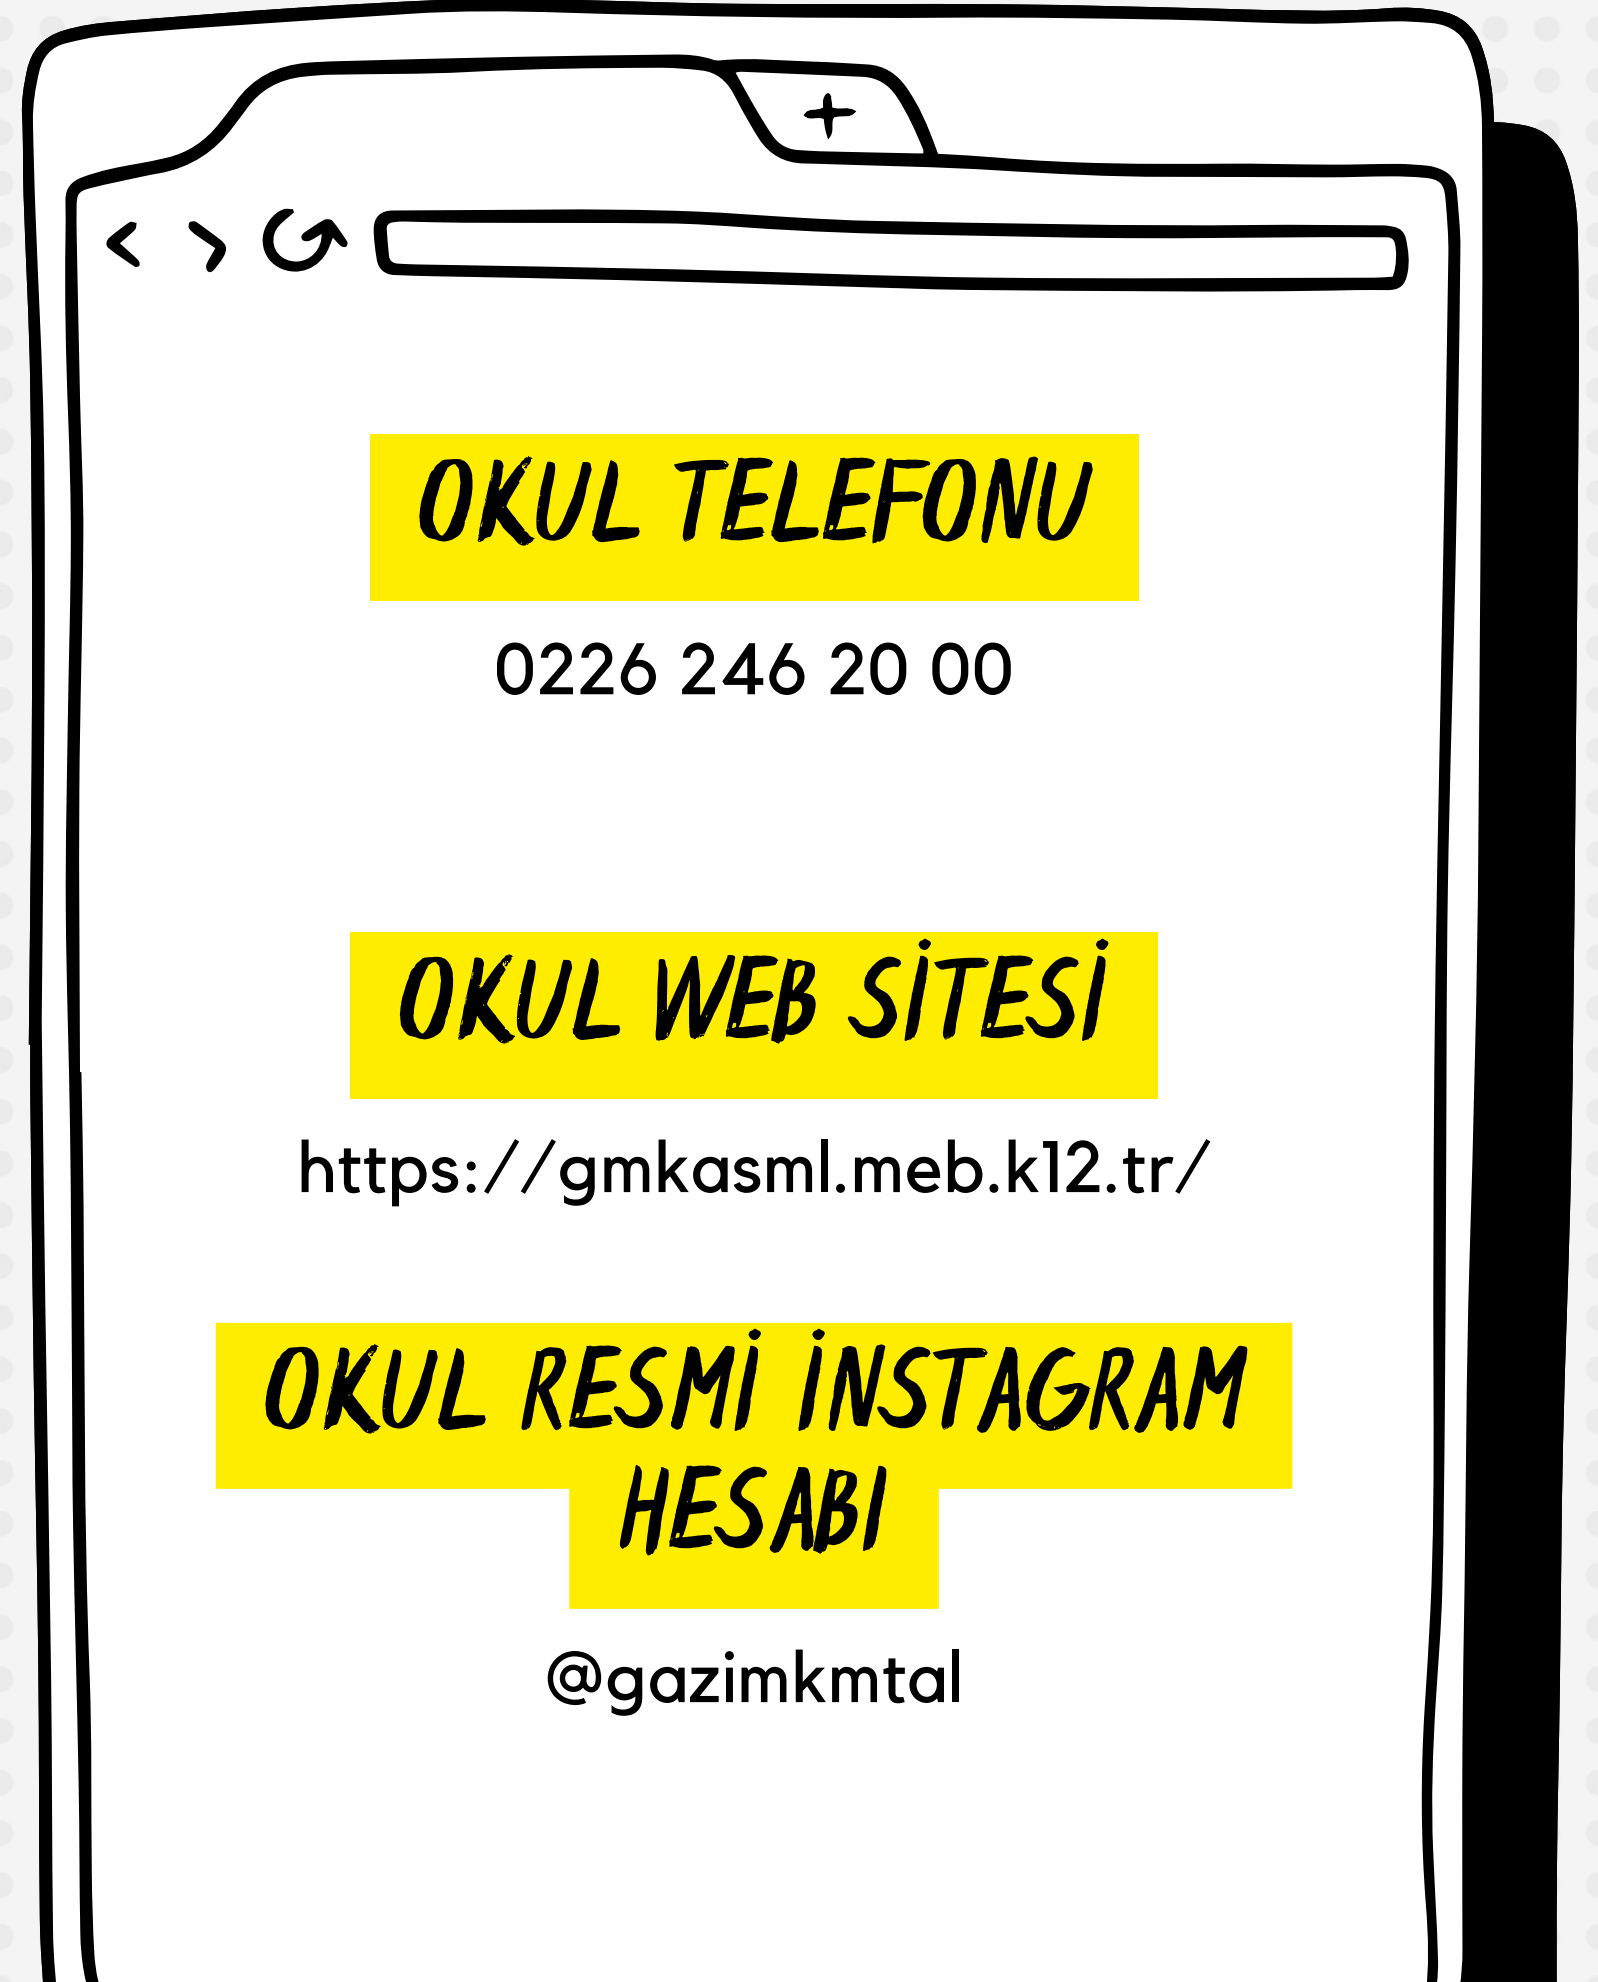 OKUL TELEFONU
0226 246 20 00
OKUL WEB SİTESİ
https://gmkasml.meb.k12.tr/
OKUL RESMİ İNSTAGRAM
HESABI
@gazimkmtal